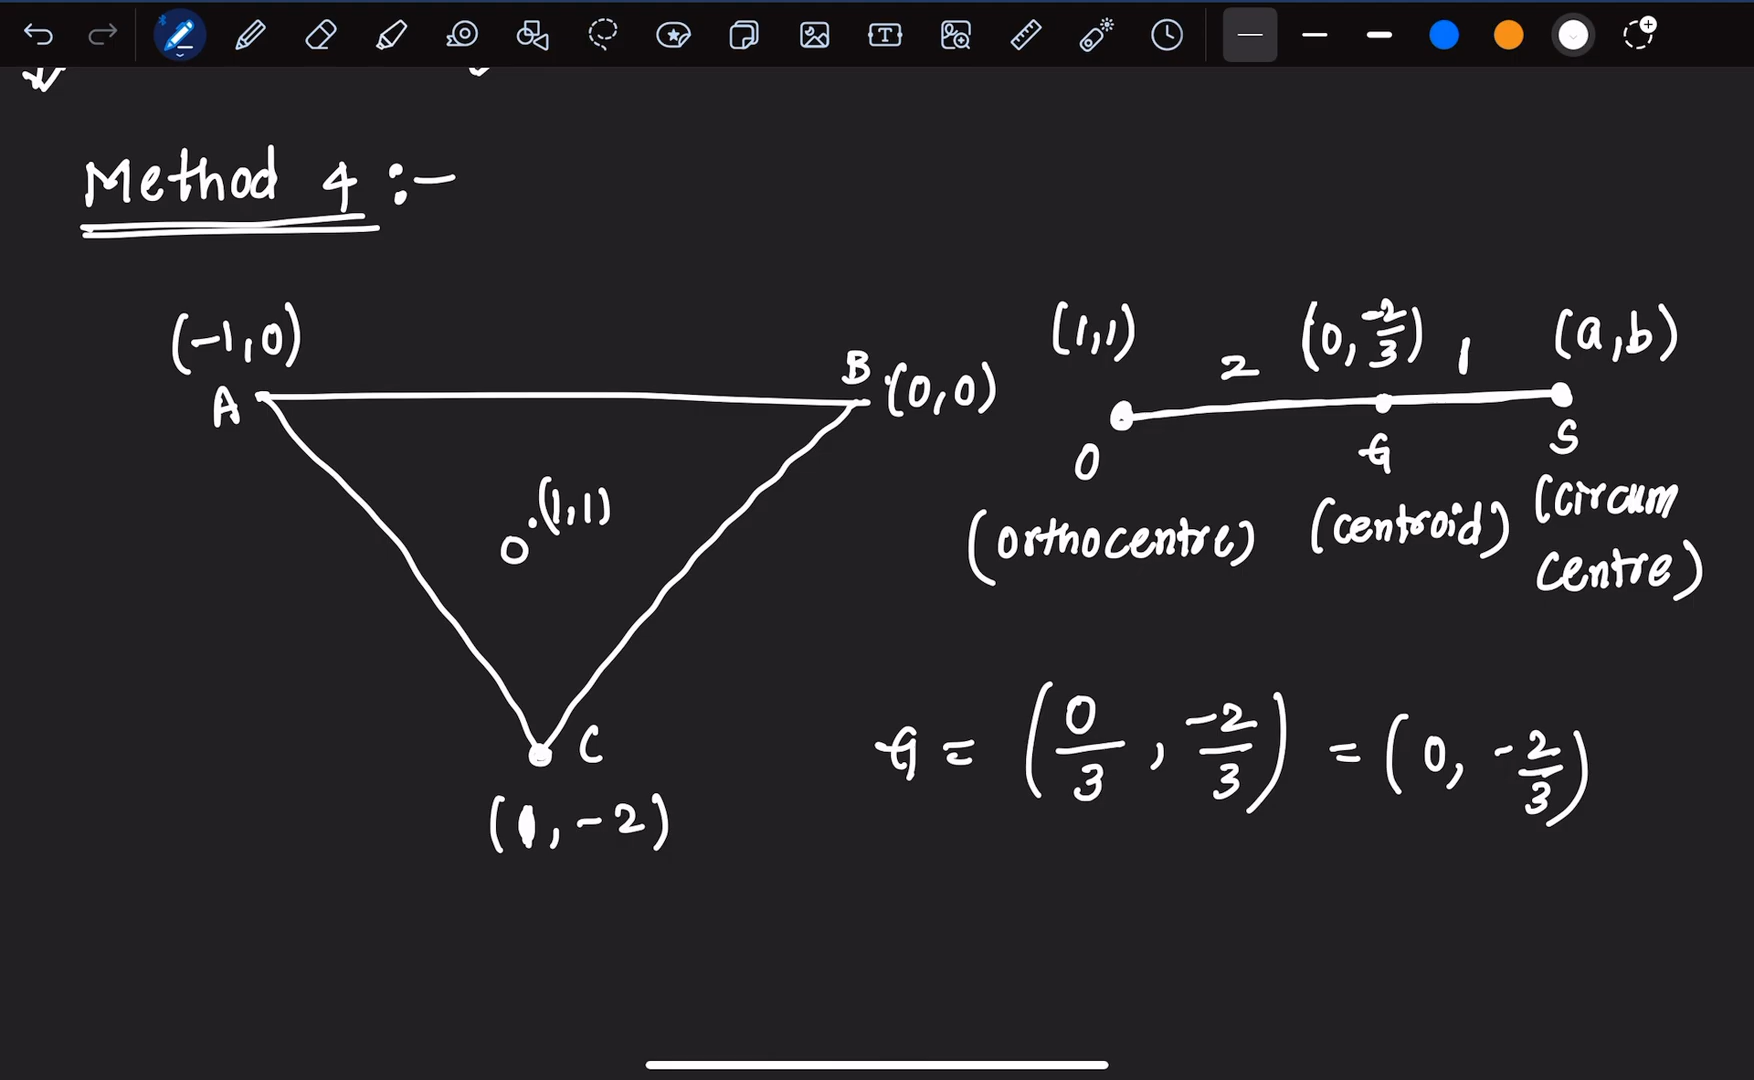 Method 4 :-
(-1,0)
A
B (0,0)
O .(1,1)
C
(1,-2)
(1,1) 2 (0,-2/3) 1 (a,b)
O G S
(orthocentre) (centroid) (circum
centre)
G = (0/3, -2/3) = (0, -2/3)